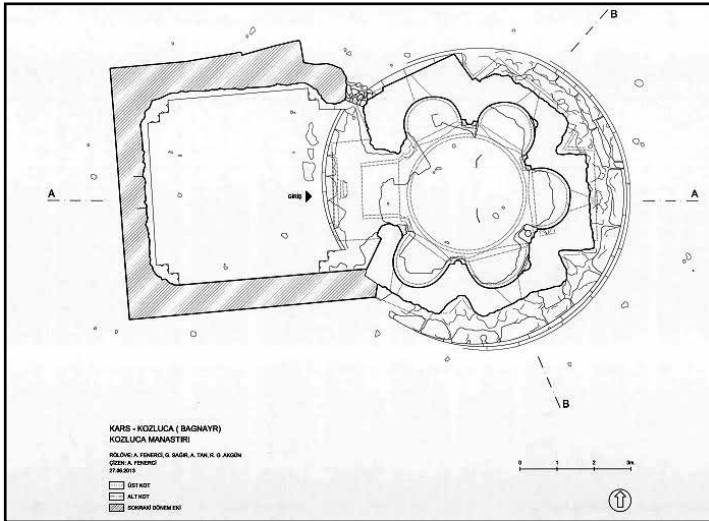 B
A
GİRİŞ
A
B
KARS - KOZLUCA ( BAGNAYR)
KOZLUCA MANASTIRI
RÖLÖVE: A. FENERCİ, G. SAĞIR, A. TAN, R. G. AKGÜN
ÇİZEN: A. FENERCİ
27.08.2013
ÜST KOT
ALT KOT
SONRAKİ DÖNEM EKİ
0 1 2 3m.